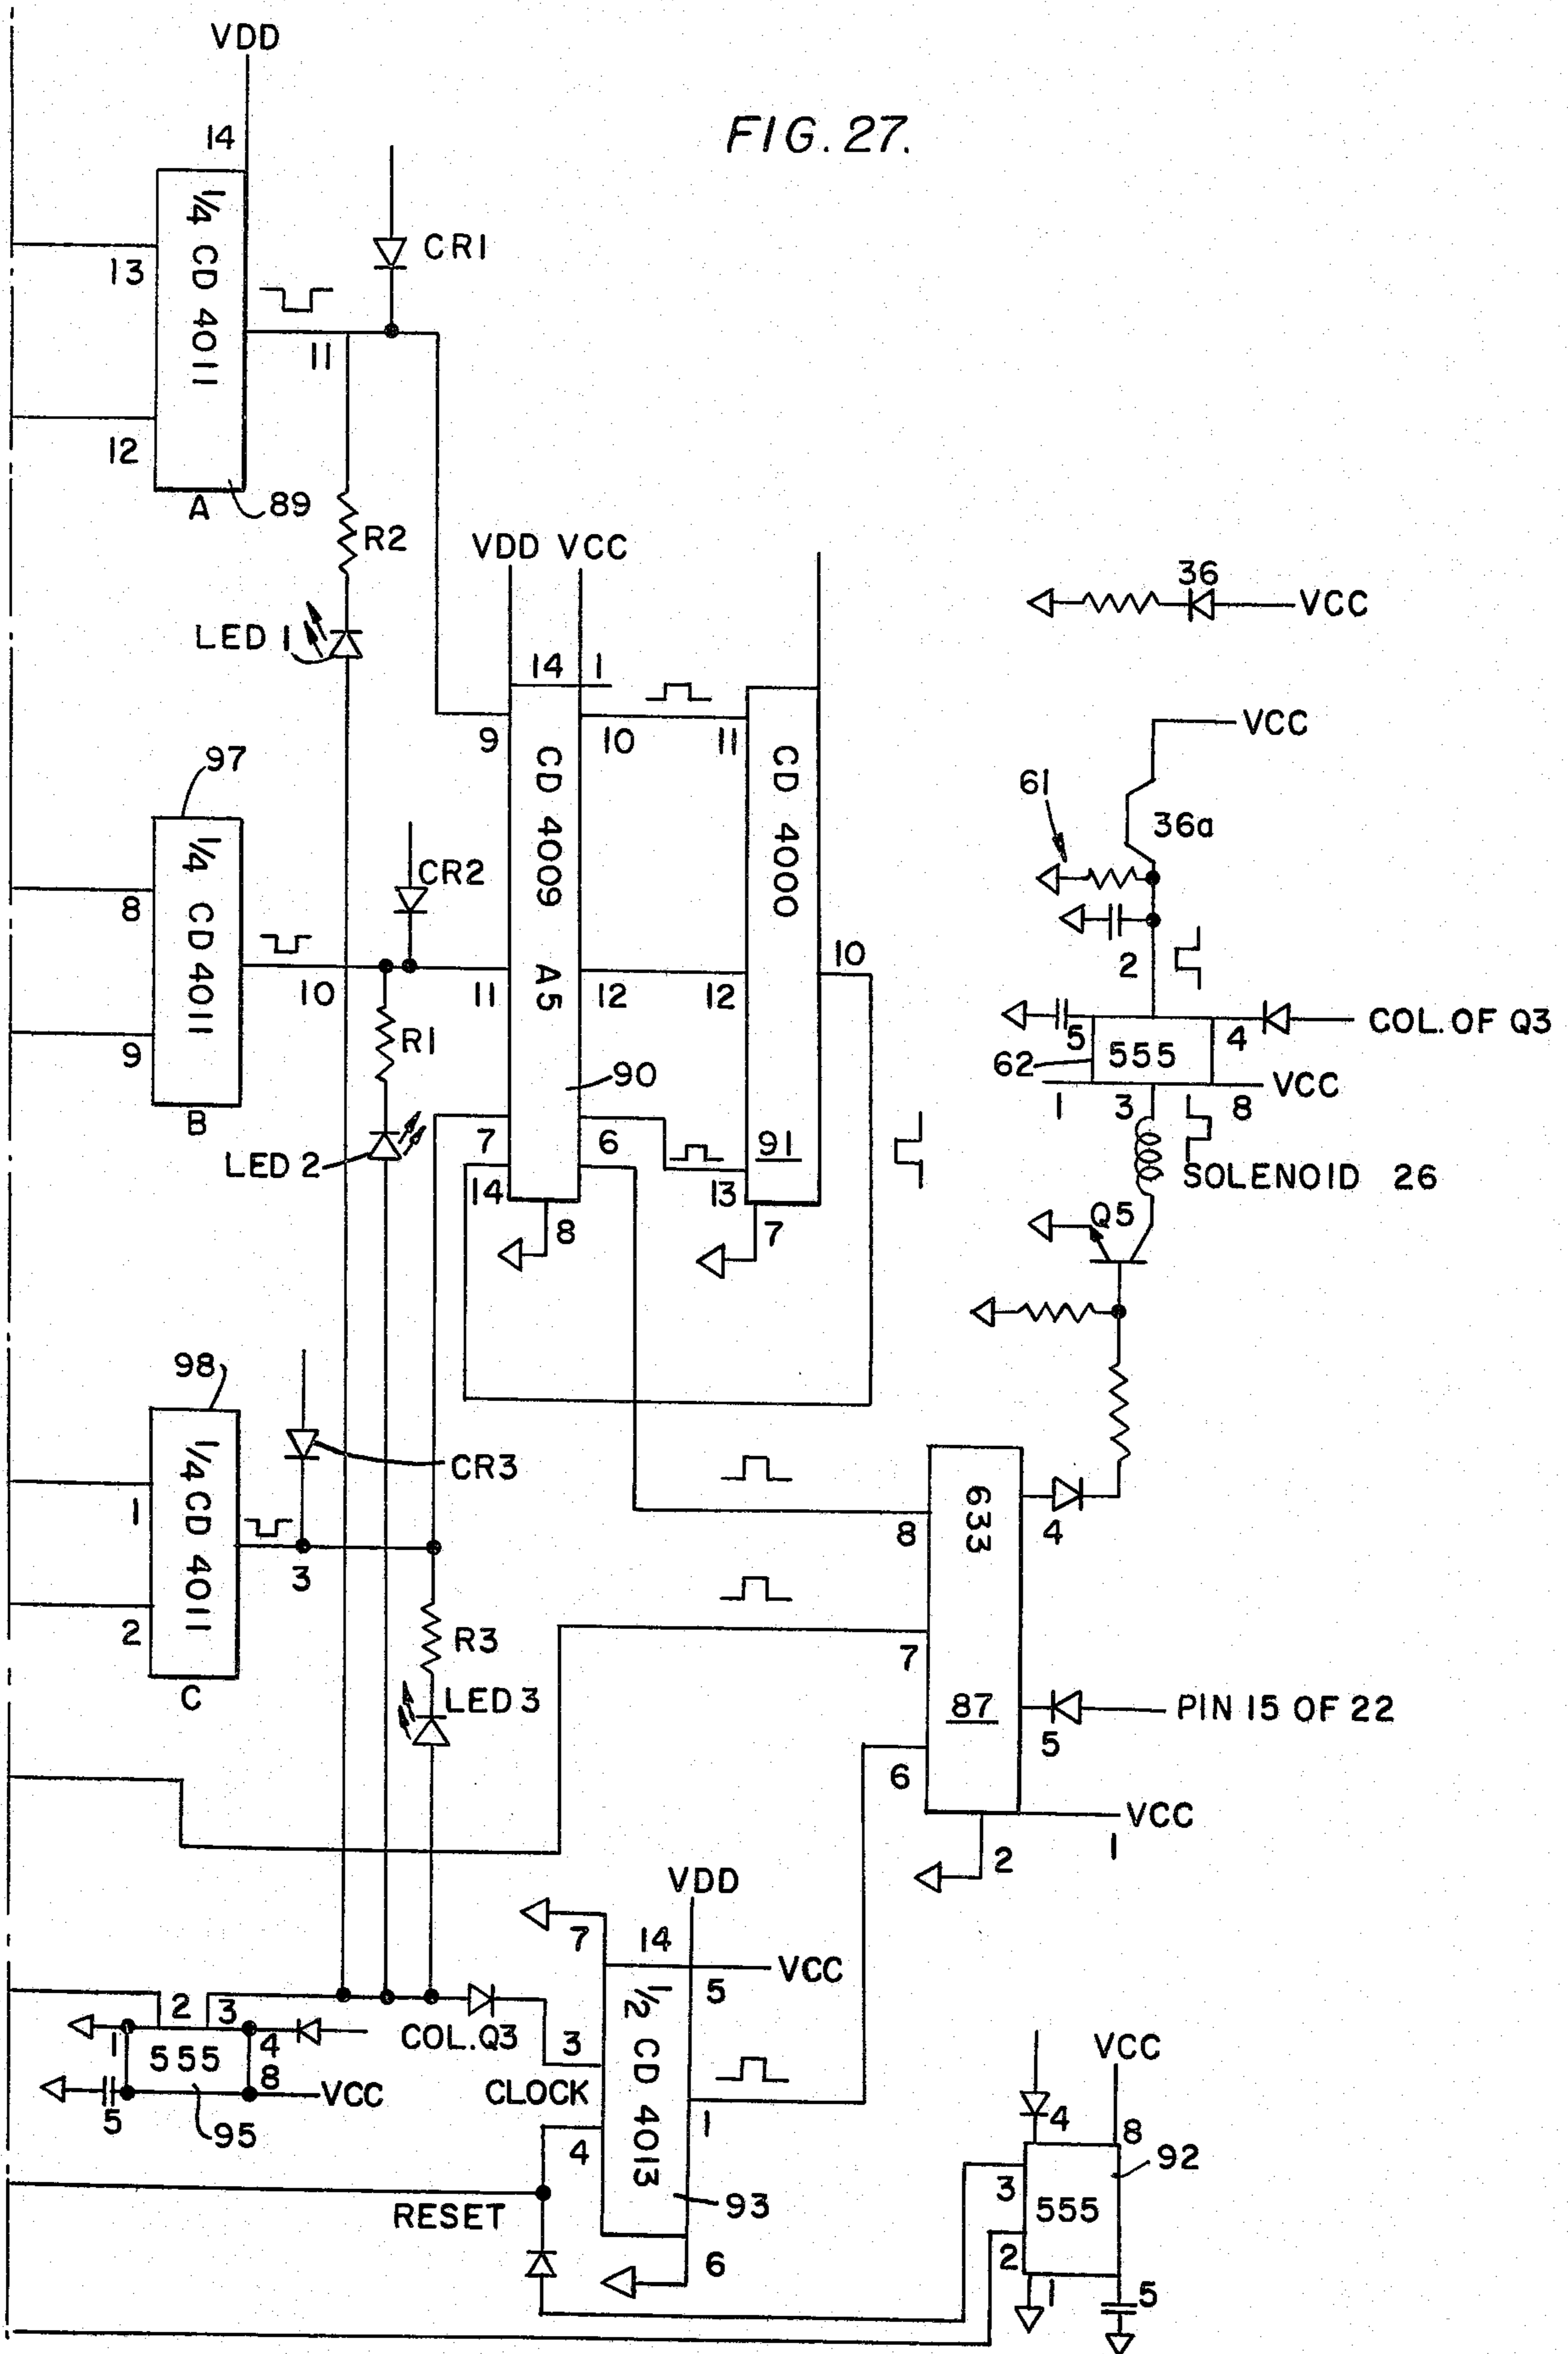 VDD
FIG. 27.
14
1/4 CD 4011
CR1
13
11
12
A
89
R2
VDD VCC
36
VCC
LED 1
14 1
9
10
11
VCC
97
CD 4009 A5
CD 4000
61
36a
1/4 CD 4011
CR2
8
10
2
10
11
12
12
5
4
COL. OF Q3
R1
9
62
555
90
VCC
B
1
3
8
7
6
91
LED 2
14
13
SOLENOID 26
Q5
8
7
98
1/4 CD 4011
CR3
633
1
8
4
3
2
R3
7
C
LED 3
87
PIN 15 OF 22
5
6
VCC
2
1
VDD
7
14
VCC
5
2
3
1
4
COL. Q3
3
1/2 CD 4013
555
8
VCC
CLOCK
VCC
5
1
4
8
95
4
92
3
RESET
93
555
2
6
1
5